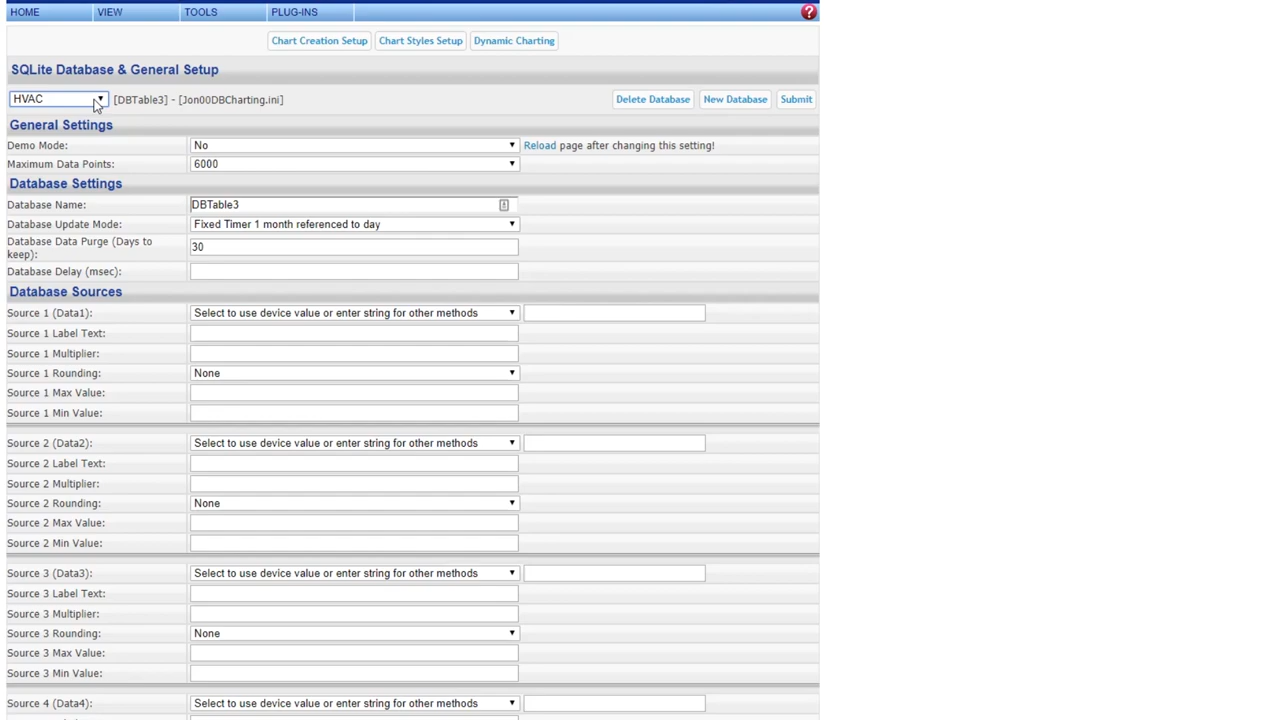 HOME VIEW TOOLS PLUG-INS ?
Chart Creation Setup Chart Styles Setup Dynamic Charting
SQLite Database & General Setup
HVAC [DBTable3] - [Jon00DBCharting.ini] Delete Database New Database Submit
General Settings
Demo Mode: No Reload page after changing this setting!
Maximum Data Points: 6000
Database Settings
Database Name: DBTable3
Database Update Mode: Fixed Timer 1 month referenced to day
Database Data Purge (Days to
keep): 30
Database Delay (msec):
Database Sources
Source 1 (Data1): Select to use device value or enter string for other methods
Source 1 Label Text:
Source 1 Multiplier:
Source 1 Rounding: None
Source 1 Max Value:
Source 1 Min Value:
Source 2 (Data2): Select to use device value or enter string for other methods
Source 2 Label Text:
Source 2 Multiplier:
Source 2 Rounding: None
Source 2 Max Value:
Source 2 Min Value:
Source 3 (Data3): Select to use device value or enter string for other methods
Source 3 Label Text:
Source 3 Multiplier:
Source 3 Rounding: None
Source 3 Max Value:
Source 3 Min Value:
Source 4 (Data4): Select to use device value or enter string for other methods